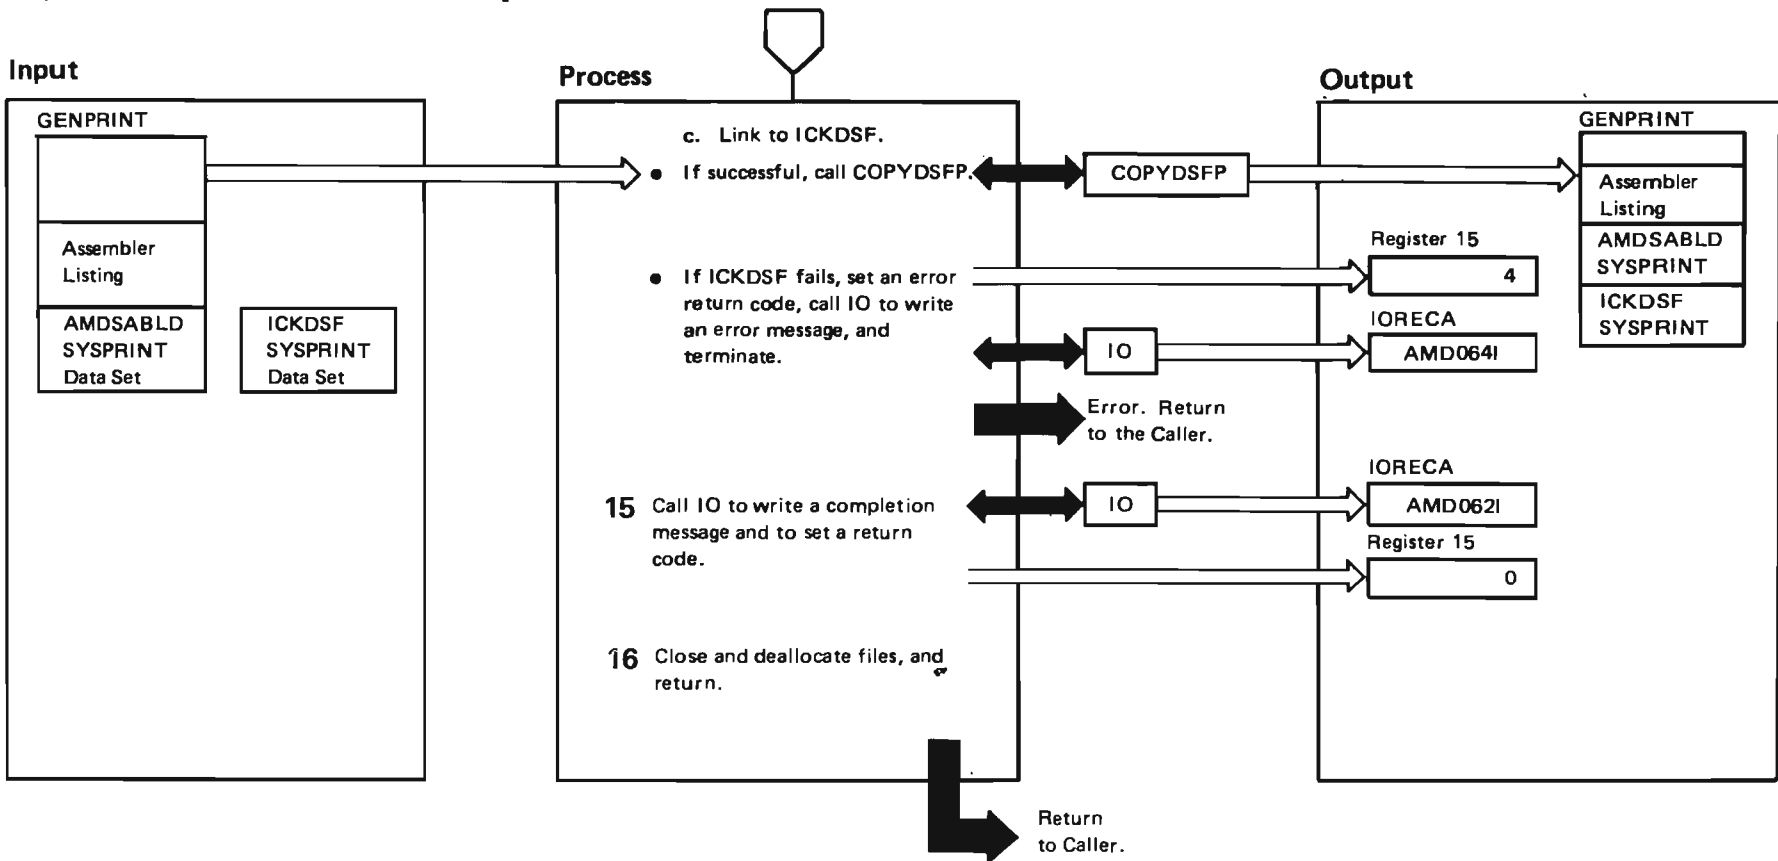 Input
GENPRINT
Assembler
Listing
AMDSABLD
SYSPRINT
Data Set
ICKDSF
SYSPRINT
Data Set
Process
c. Link to ICKDSF.
• If successful, call COPYDSFP.
• If ICKDSF fails, set an error
return code, call IO to write
an error message, and
terminate.
15 Call IO to write a completion
message and to set a return
code.
16 Close and deallocate files, and
return.
COPYDSFP
IO
Error. Return
to the Caller.
IO
Return
to Caller.
Output
GENPRINT
Assembler
Listing
AMDSABLD
SYSPRINT
ICKDSF
SYSPRINT
Register 15
4
IORECA
AMD064I
IORECA
AMD062I
Register 15
0